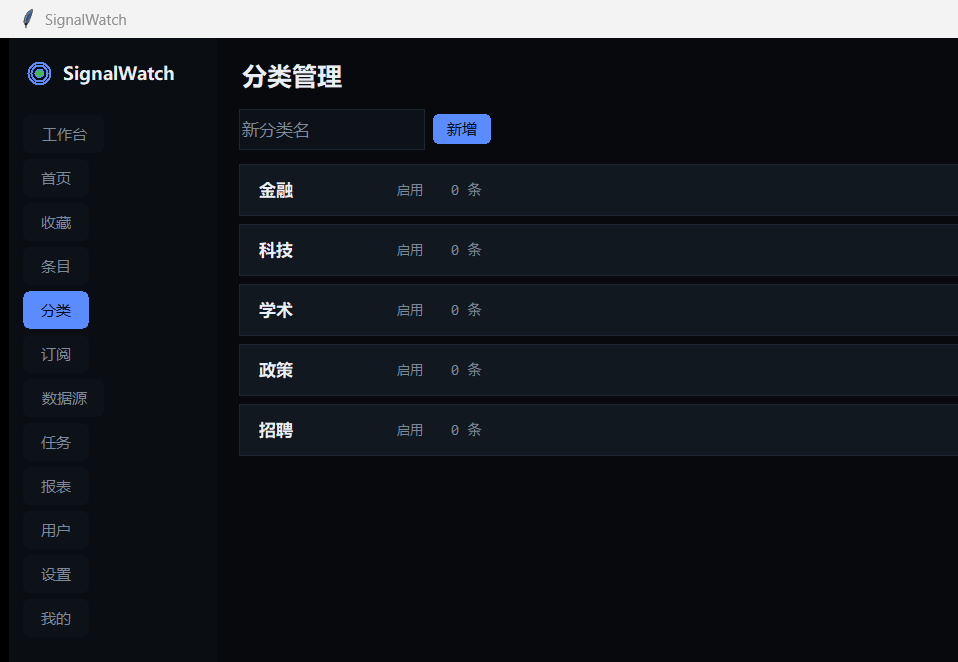 SignalWatch
SignalWatch
工作台
首页
收藏
条目
分类
订阅
数据源
任务
报表
用户
设置
我的
分类管理
新分类名 新增
金融 启用 0 条
科技 启用 0 条
学术 启用 0 条
政策 启用 0 条
招聘 启用 0 条